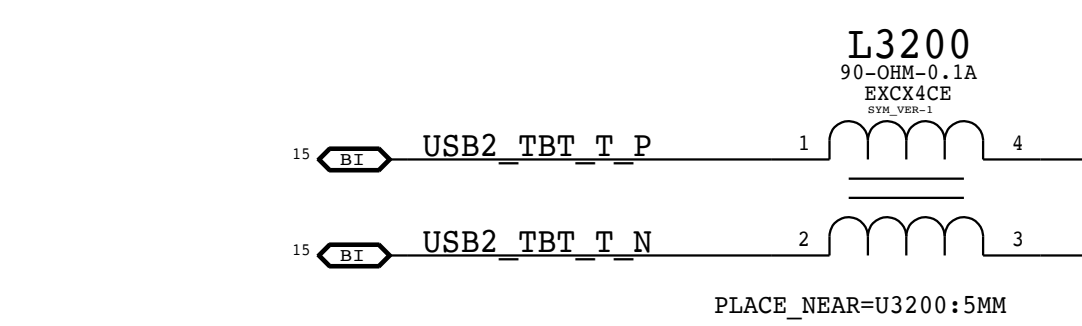 L3200
90-OHM-0.1A
EXCX4CE
SYM_VER-1
15 BI USB2_TBT_T_P 1 4
15 BI USB2_TBT_T_N 2 3
PLACE_NEAR=U3200:5MM